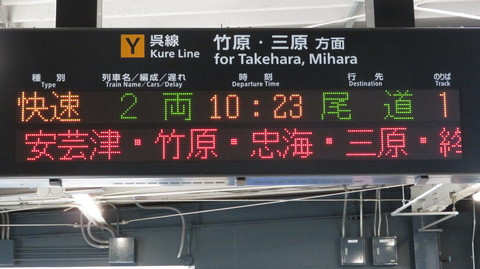 Y 呉線 竹原・三原 方面
Kure Line for Takehara, Mihara
種別 列車名／編成／遅れ 時刻 行先 のりば
Type Train Name/Cars/Delay Departure Time Destination Track
快速 2両 10:23 尾道 1
安芸津・竹原・忠海・三原・終